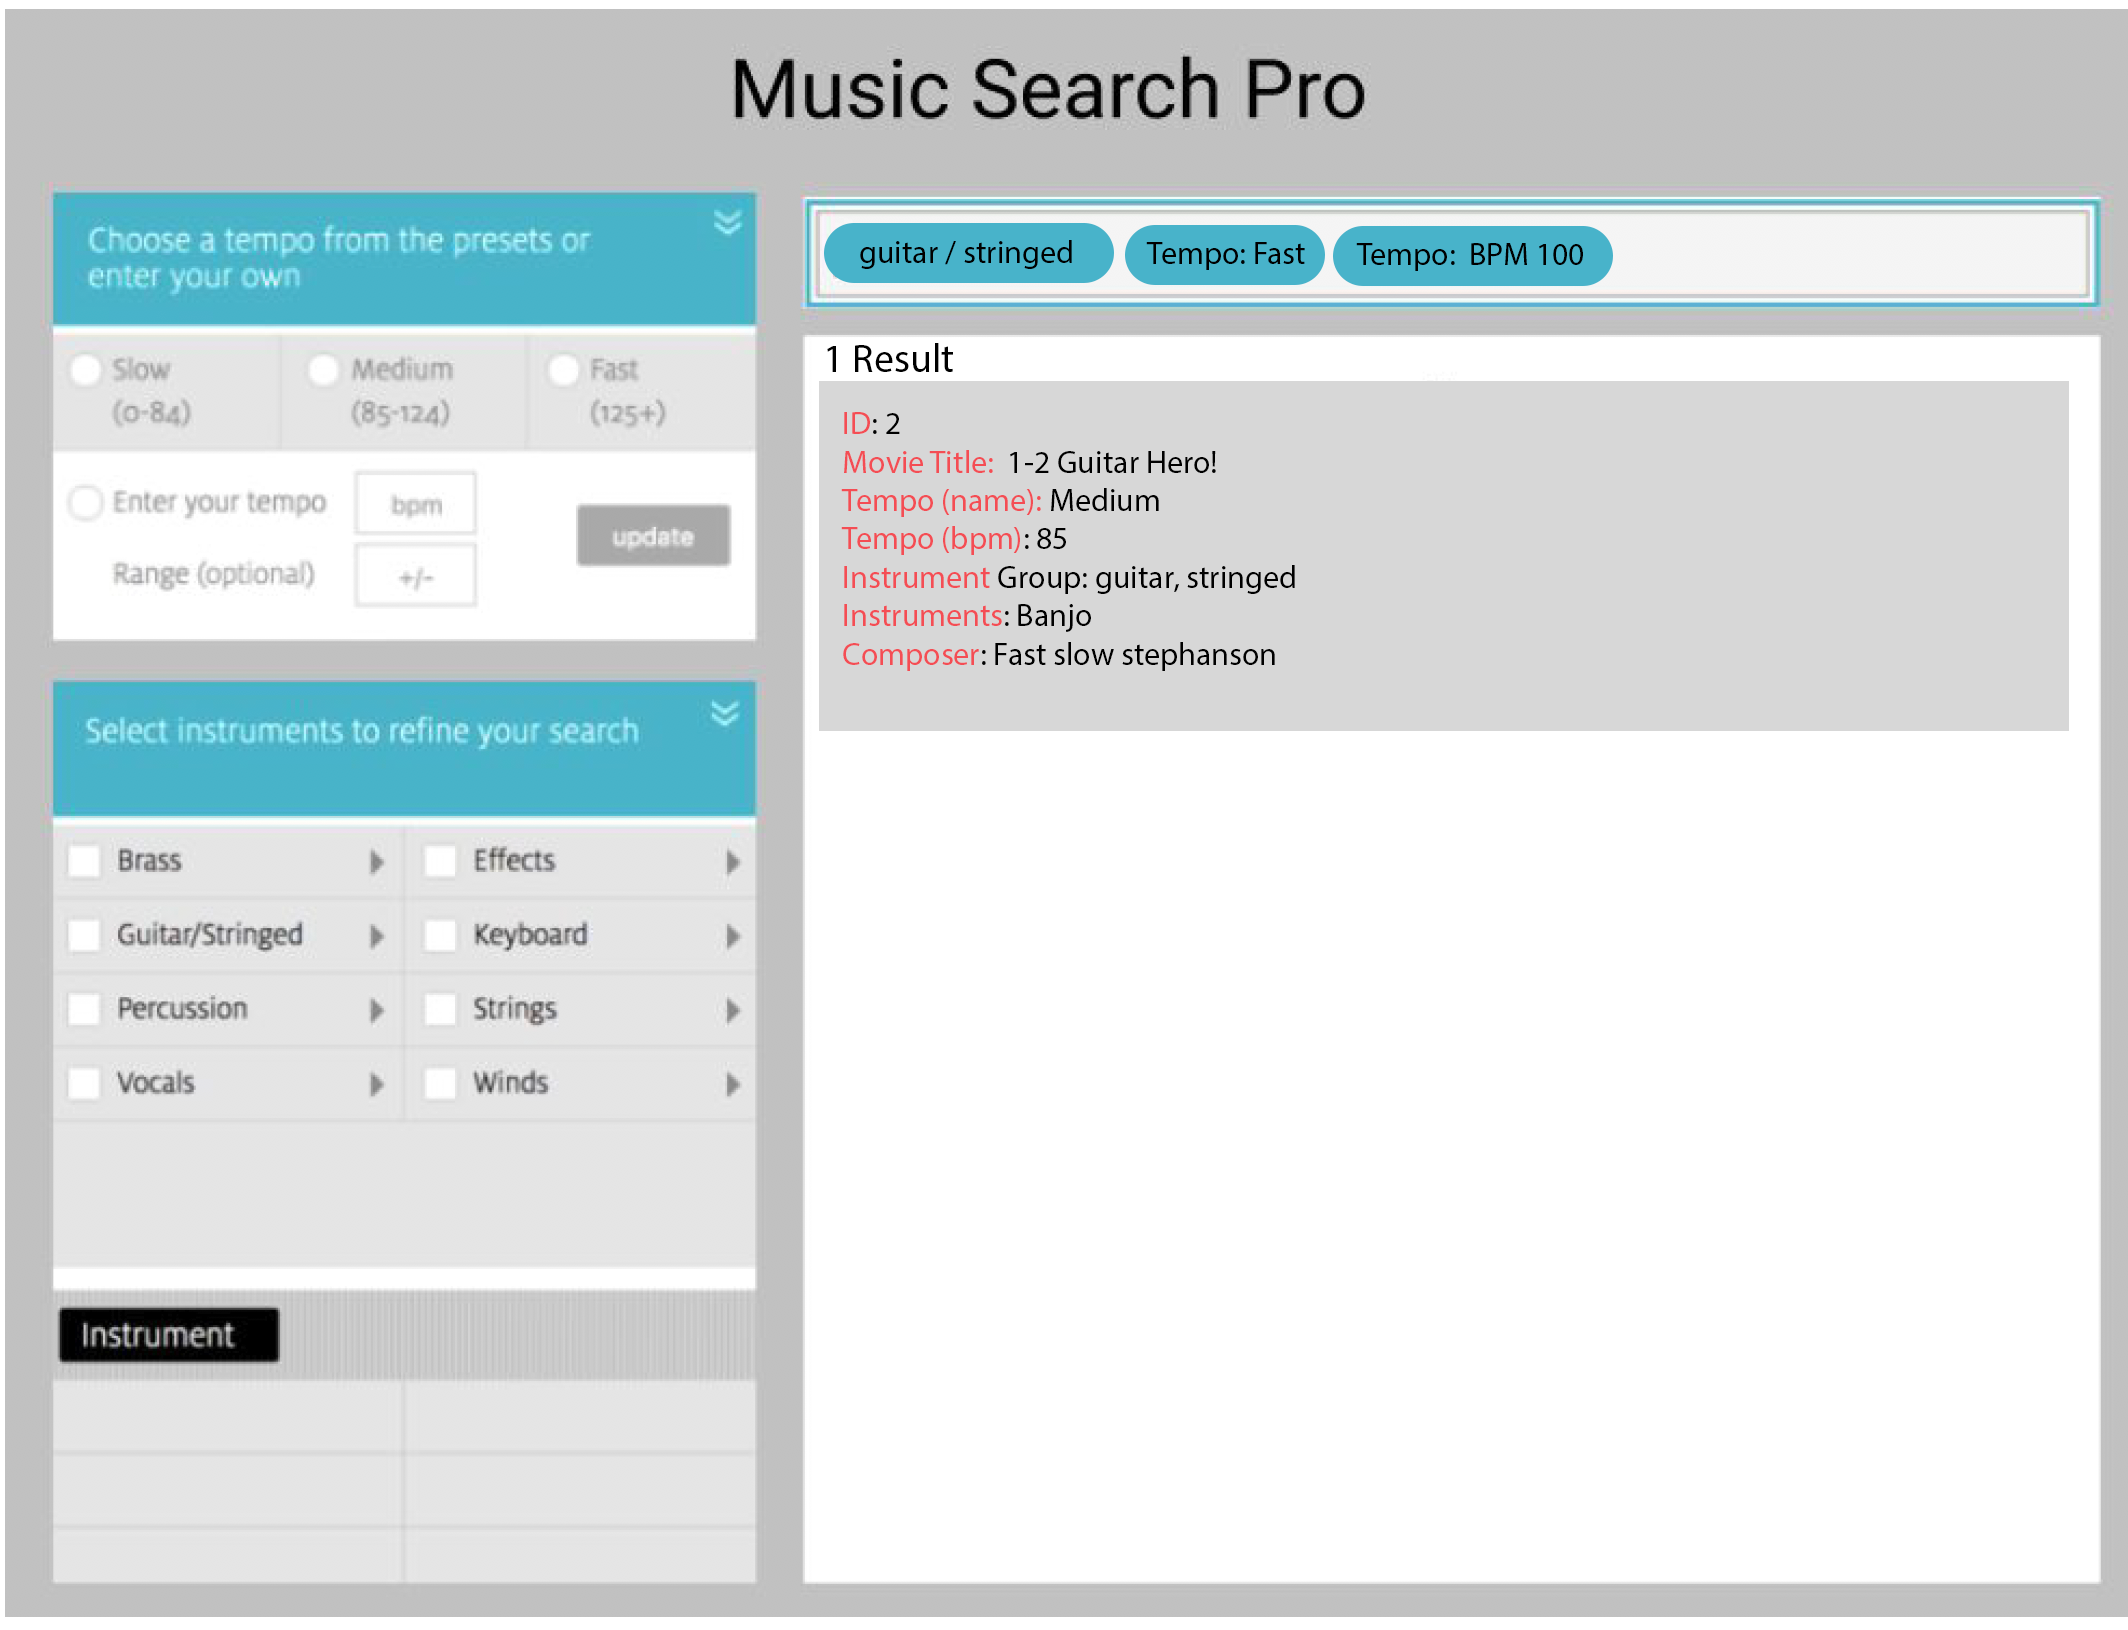 Music Search Pro
Choose a tempo from the presets or
enter your own
Slow
(0-84)
Medium
(85-124)
Fast
(125+)
Enter your tempo
bpm
Range (optional)
+/-
update
Select instruments to refine your search
Brass
Effects
Guitar/Stringed
Keyboard
Percussion
Strings
Vocals
Winds
Instrument
guitar / stringed
Tempo: Fast
Tempo:  BPM 100
1 Result
ID: 2
Movie Title:  1-2 Guitar Hero!
Tempo (name): Medium
Tempo (bpm): 85
Instrument Group: guitar, stringed
Instruments: Banjo
Composer: Fast slow stephanson